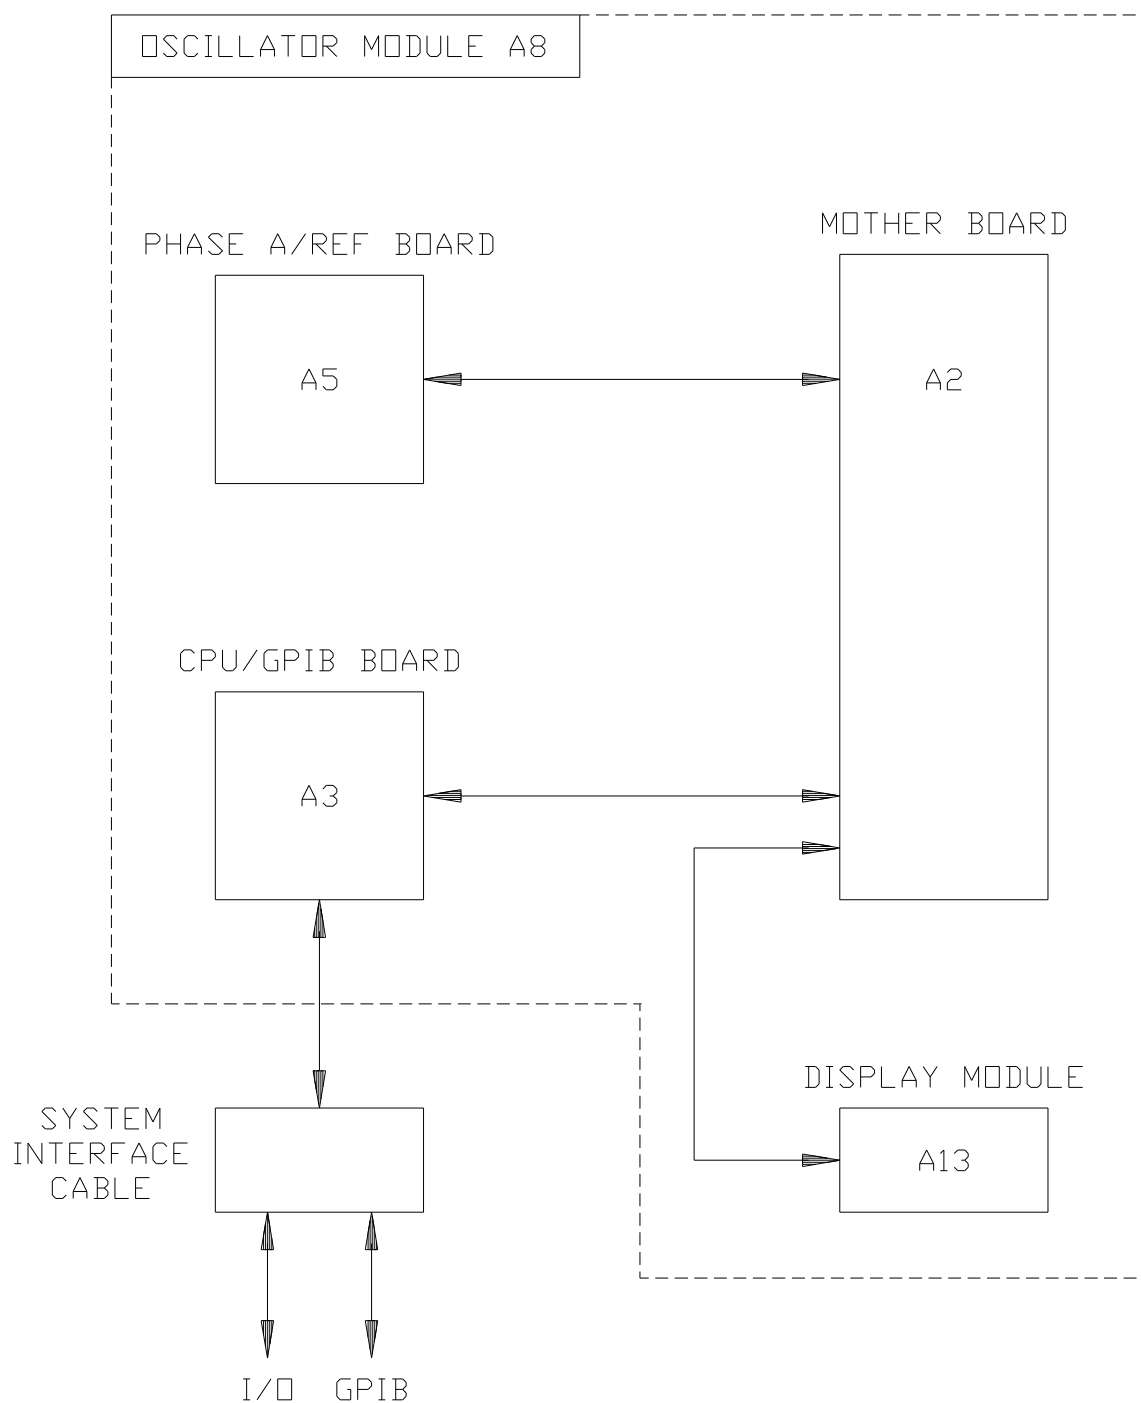 OSCILLATOR MODULE A8
MOTHER BOARD
PHASE A/REF BOARD
A5
A2
CPU/GPIB BOARD
A3
DISPLAY MODULE
SYSTEM
INTERFACE
CABLE
A13
I/O GPIB